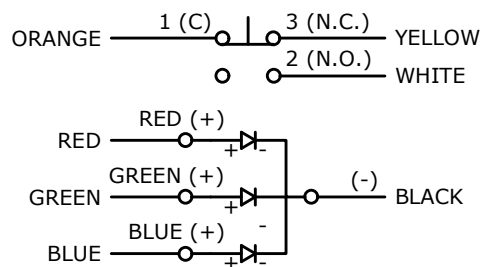 ORANGE 1 (C) 3 (N.C.) YELLOW
2 (N.O.) WHITE
RED RED (+) + -
GREEN GREEN (+) + - (-) BLACK
BLUE BLUE (+) + -